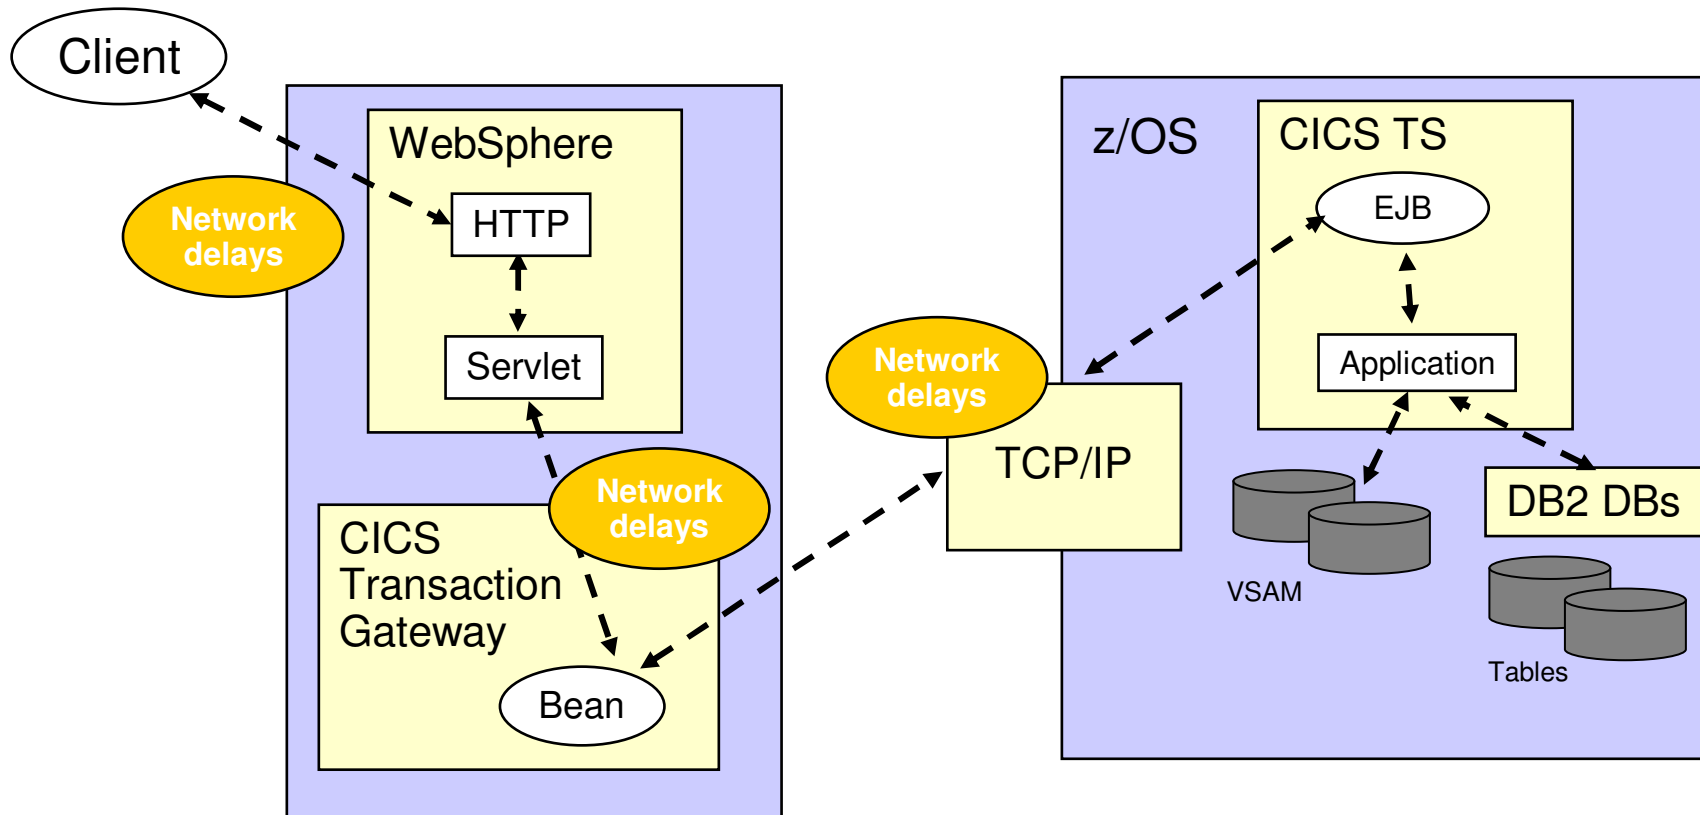 Client
WebSphere
HTTP
Servlet
Network
delays
Network
delays
CICS
Transaction
Gateway
Bean
Network
delays
TCP/IP
z/OS
CICS TS
EJB
Application
VSAM
DB2 DBs
Tables